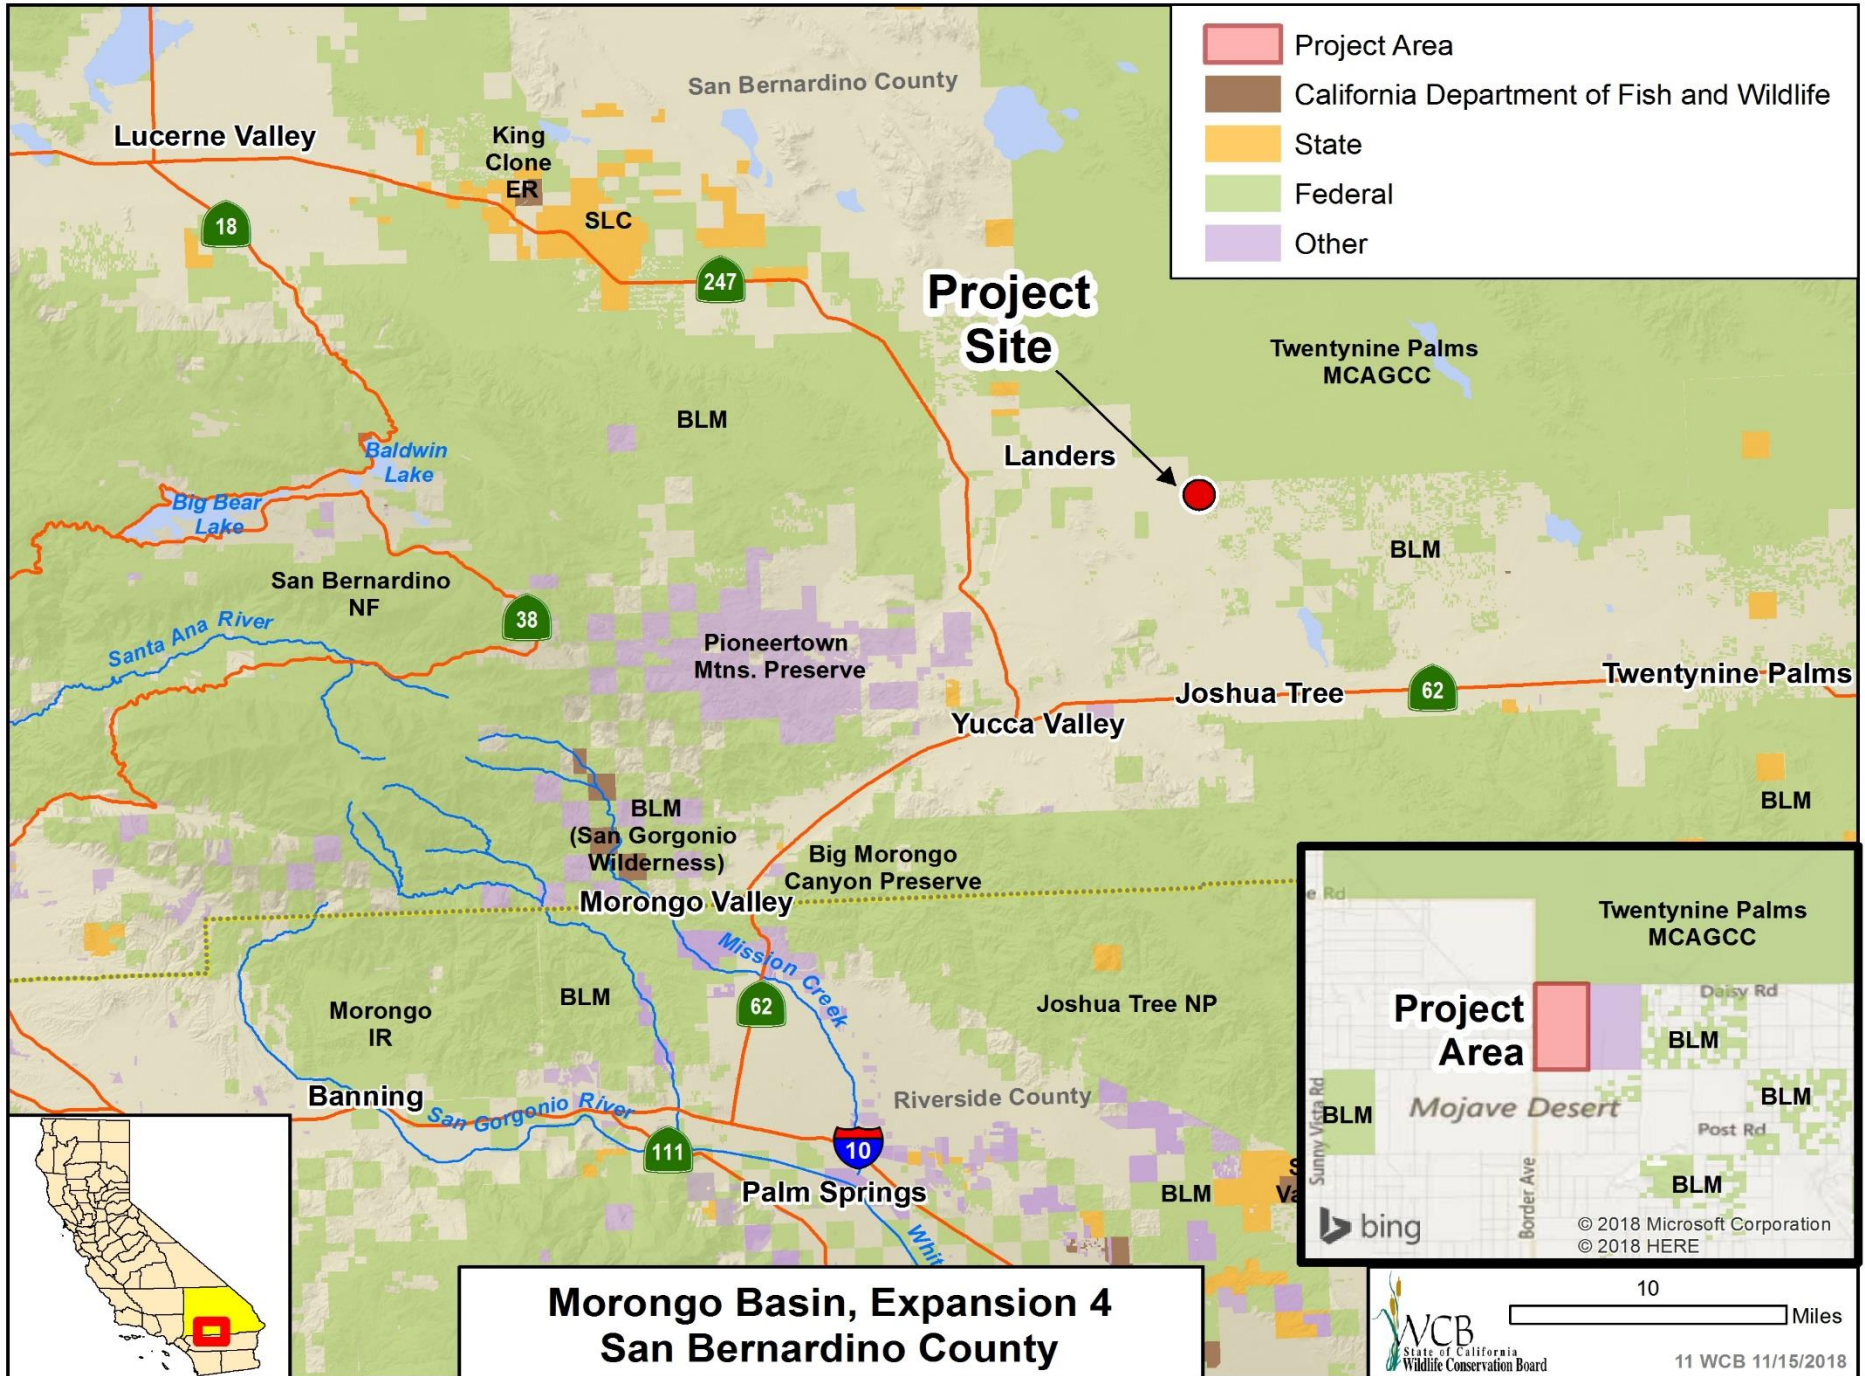 Project Area
California Department of Fish and Wildlife
State
Federal
Other
San Bernardino County
Lucerne Valley
King
Clone
ER
SLC
18
247
Project
Site
Twentynine Palms
MCAGCC
BLM
Landers
Baldwin
Lake
Big Bear
Lake
BLM
San Bernardino
NF
38
Santa Ana River
Pioneertown
Mtns. Preserve
Joshua Tree
62
Twentynine Palms
Yucca Valley
BLM
BLM
(San Gorgonio
Wilderness)
Big Morongo
Canyon Preserve
Morongo Valley
Mission Creek
BLM
62
Morongo
IR
Joshua Tree NP
Banning
San Gorgonio River
Riverside County
111
10
Palm Springs
BLM
Whit
S
Va
e Rd
Twentynine Palms
MCAGCC
Daisy Rd
Project
Area
BLM
BLM
BLM
Mojave Desert
Post Rd
BLM
Sunny Vista Rd
Border Ave
bing
© 2018 Microsoft Corporation
© 2018 HERE
Morongo Basin, Expansion 4
San Bernardino County
WCB
State of California
Wildlife Conservation Board
10
Miles
11 WCB 11/15/2018